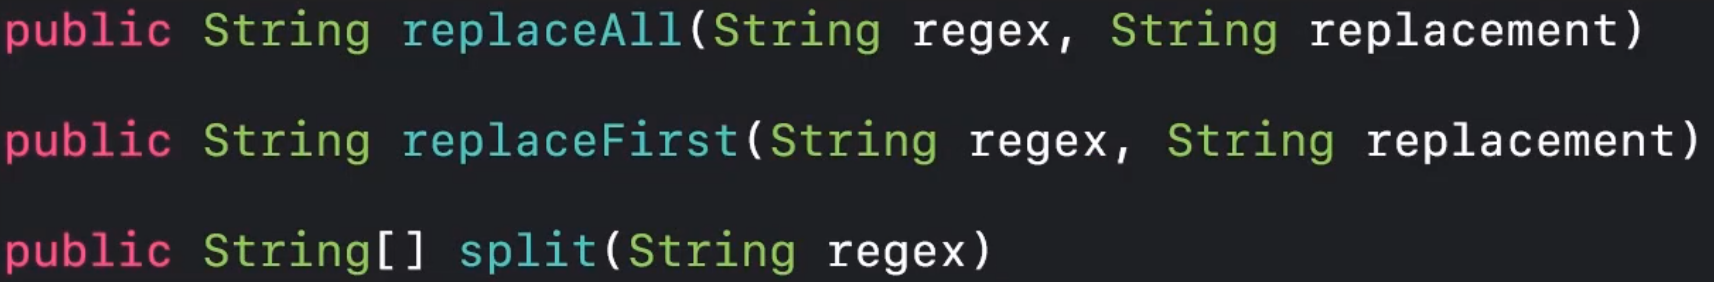 public String replaceAll(String regex, String replacement)
public String replaceFirst(String regex, String replacement)
public String[] split(String regex)